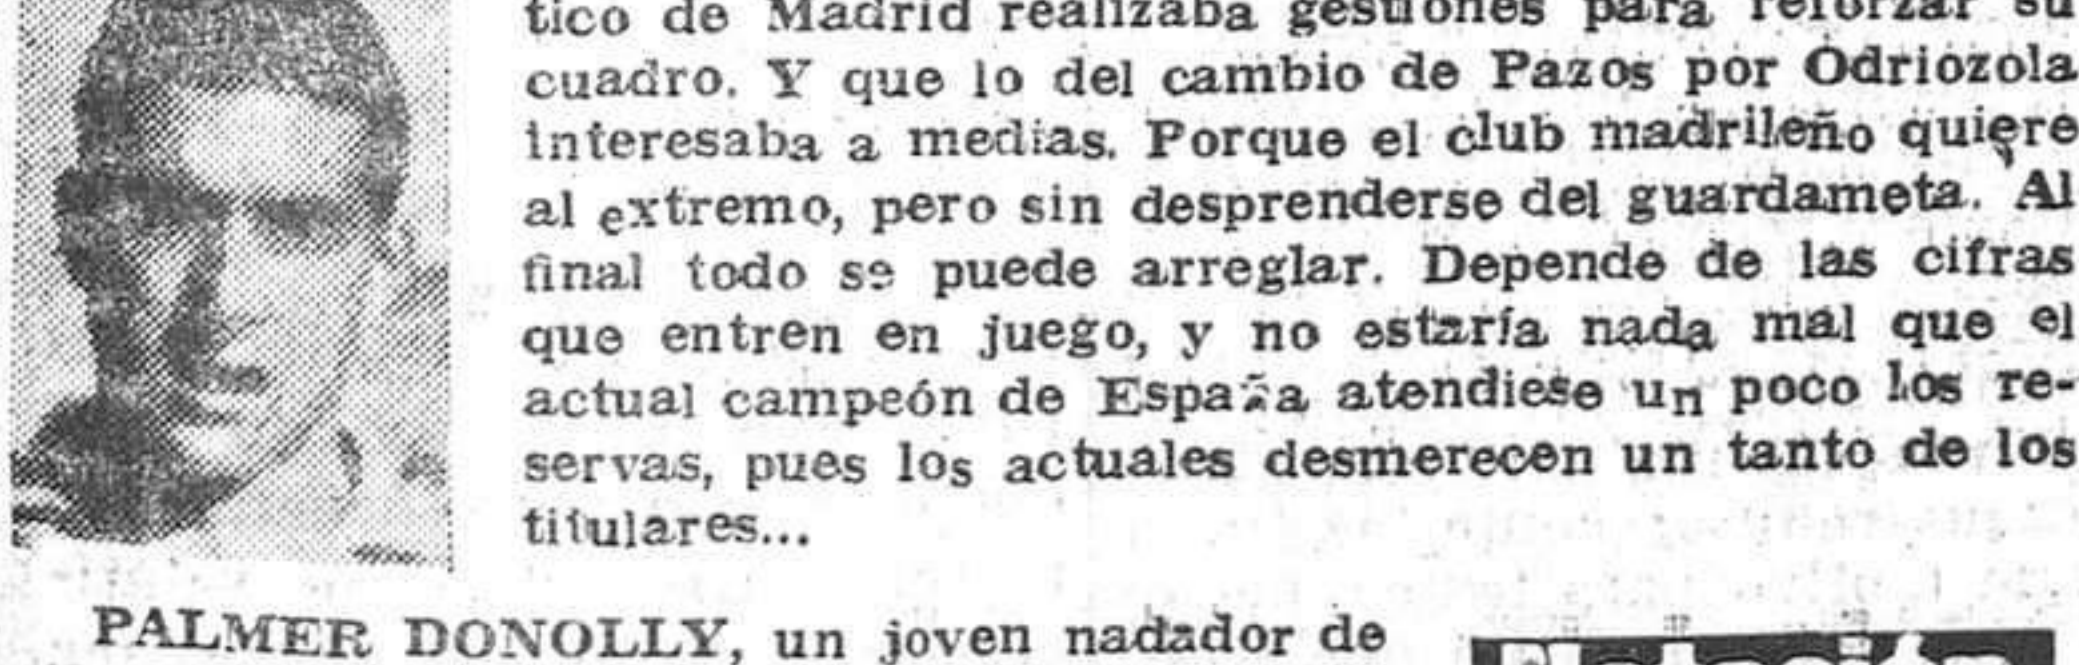 tico de Madrid realizaba gestiones para reforzar su
cuadro. Y que lo del cambio de Pazos por Odriozola
interesaba a medias. Porque el club madrileño quiere
al extremo, pero sin desprenderse del guardameta. Al
final todo se puede arreglar. Depende de las cifras
que entren en juego, y no estaría nada mal que el
actual campeón de España atendiese un poco los re-
servas, pues los actuales desmerecen un tanto de los
titulares...
PALMER DONOLLY, un joven nadador de